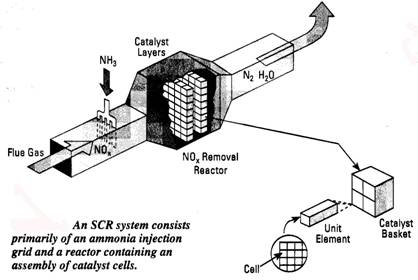 Catalyst
Layers
NH3
N2 H2O
Flue Gas
NOx
NOx Removal
Reactor
An SCR system consists
primarily of an ammonia injection
grid and a reactor containing an
assembly of catalyst cells.
Cell
Unit
Element
Catalyst
Basket